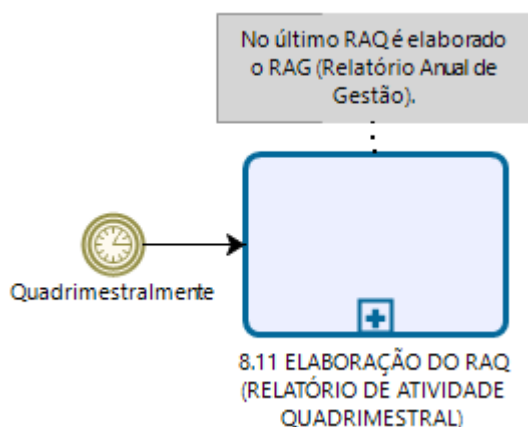 No último RAQ é elaborado
o RAG (Relatório Anual de
Gestão).
Quadrimestralmente
8.11 ELABORAÇÃO DO RAQ
(RELATÓRIO DE ATIVIDADE
QUADRIMESTRAL)